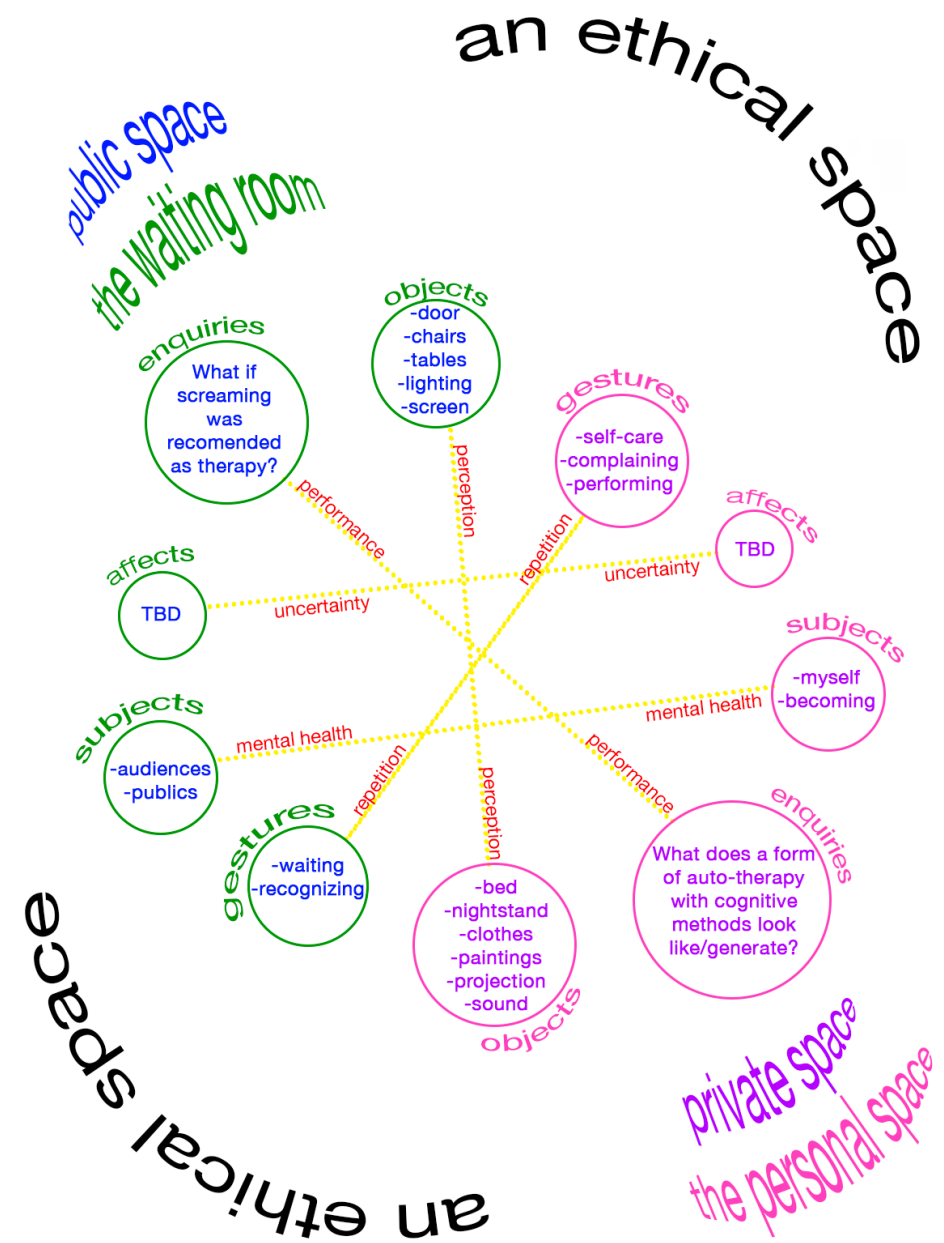 an ethical space
public space
the waiting room
objects
-door
-chairs
-tables
-lighting
-screen
enquiries
What if
screaming
was
recomended
as therapy?
gestures
-self-care
-complaining
-performing
perception
performance
repetition
affects
TBD
affects
TBD
uncertainty
uncertainty
subjects
-myself
-becoming
mental health
subjects
-audiences
-publics
mental health
repetition
performance
perception
gestures
-waiting
-recognizing
enquiries
What does a form
of auto-therapy
with cognitive
methods look
like/generate?
-bed
-nightstand
-clothes
-paintings
-projection
-sound
objects
private space
the personal space
an ethical space